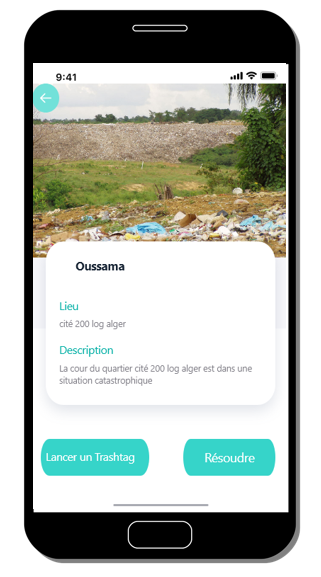 9:41
Oussama
Lieu
cité 200 log alger
Description
La cour du quartier cité 200 log alger est dans une
situation catastrophique
Lancer un Trashtag
Résoudre